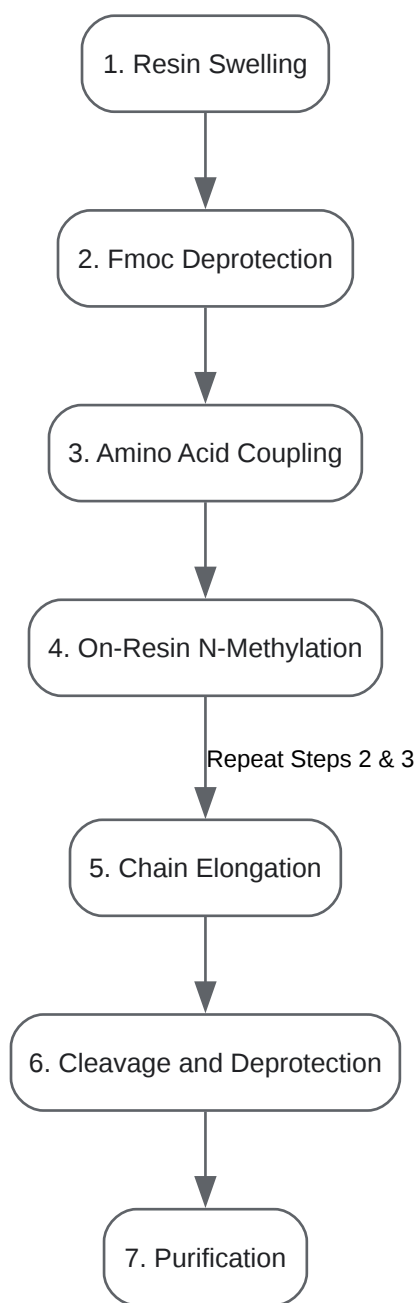 1. Resin Swelling
2. Fmoc Deprotection
3. Amino Acid Coupling
4. On-Resin N-Methylation
Repeat Steps 2 & 3
5. Chain Elongation
6. Cleavage and Deprotection
7. Purification